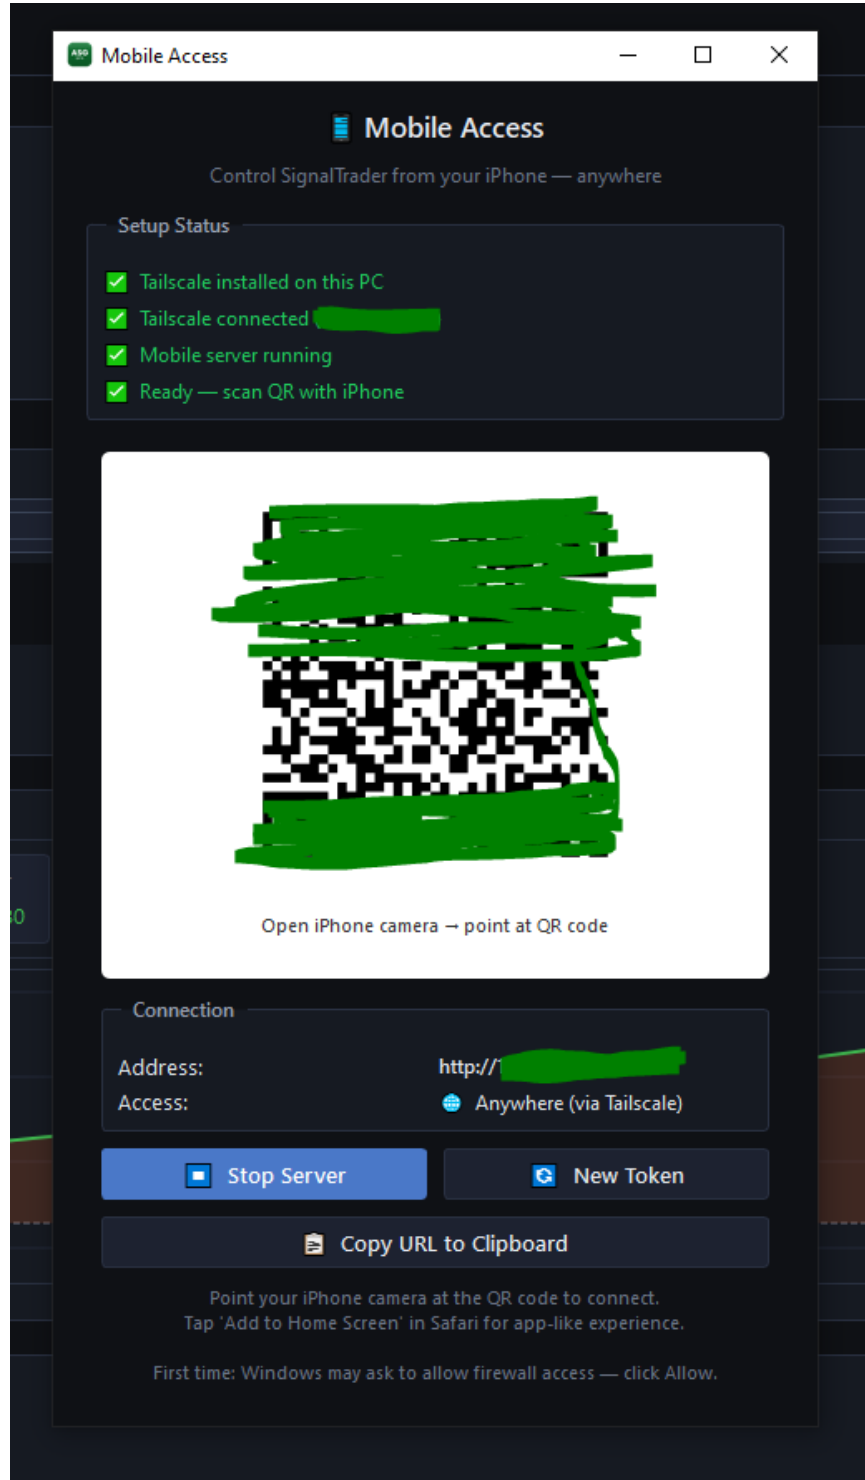 ASG
Mobile Access
Mobile Access
Control SignalTrader from your iPhone — anywhere
Setup Status
Tailscale installed on this PC
Tailscale connected
Mobile server running
Ready — scan QR with iPhone
Open iPhone camera → point at QR code
Connection
Address: http://
Access: Anywhere (via Tailscale)
Stop Server New Token
Copy URL to Clipboard
Point your iPhone camera at the QR code to connect.
Tap 'Add to Home Screen' in Safari for app-like experience.
First time: Windows may ask to allow firewall access — click Allow.